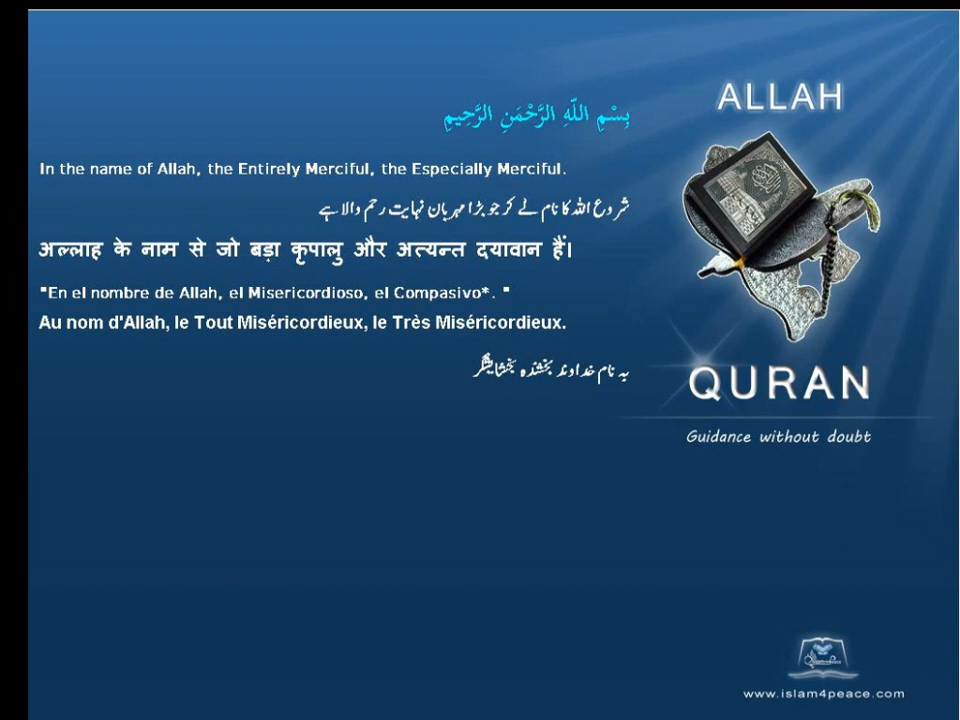 بِسْمِ اللَّهِ الرَّحْمَنِ الرَّحِيمِ
In the name of Allah, the Entirely Merciful, the Especially Merciful.
شروع الله کا نام لے کر جو بڑا مہربان نہایت رحم والا ہے
अल्लाह के नाम से जो बड़ा कृपालु और अत्यन्त दयावान हैं।
"En el nombre de Allah, el Misericordioso, el Compasivo*. "
Au nom d'Allah, le Tout Miséricordieux, le Très Miséricordieux.
به نام خداوند بخشنده بخشایشگر
ALLAH
QURAN
Guidance without doubt
www.islam4peace.com